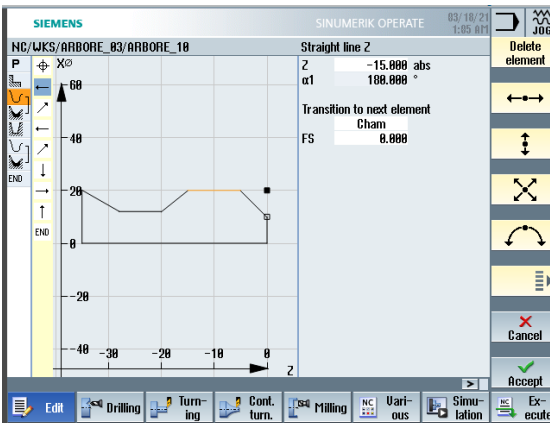 SIEMENS
SINUMERIK OPERATE
03/18/21
1:05 AM
JOG
NC/WKS/ARBORE_03/ARBORE_10
Straight line Z
Delete
element
P
X∅
Z -15.000 abs
α1 180.000 °
Transition to next element
Cham
FS 0.000
60
40
20
0
-20
-40
-30 -20 -10 0
Z
END
END
Cancel
Accept
>
Edit
Drilling
Turn-
ing
Cont.
turn.
Milling
NC
Vari-
ous
Simu-
lation
NC
Ex-
ecute